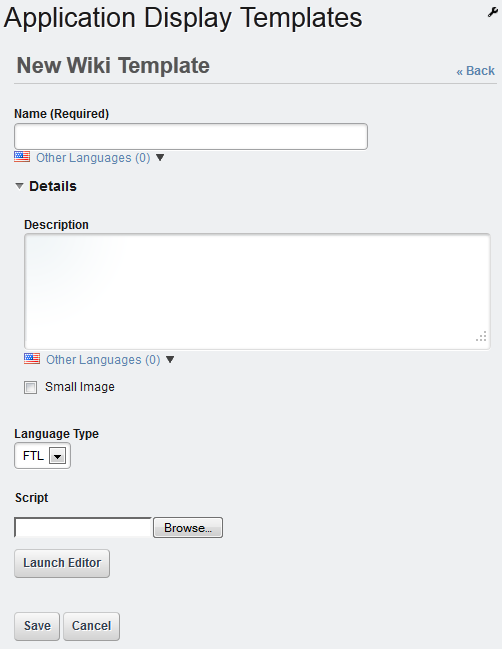 Application Display Templates
New Wiki Template
« Back
Name (Required)
Other Languages (0)
Details
Description
Other Languages (0)
Small Image
Language Type
FTL
Script
Browse...
Launch Editor
Save Cancel